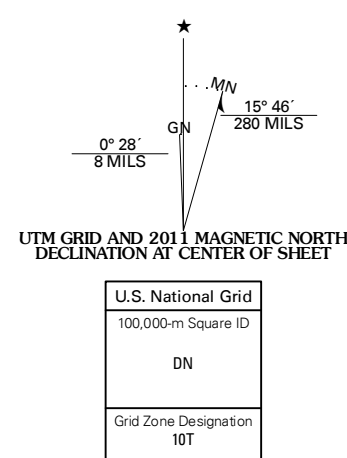 ★
MN
15° 46´
280 MILS
GN
0° 28´
8 MILS
UTM GRID AND 2011 MAGNETIC NORTH
DECLINATION AT CENTER OF SHEET
U.S. National Grid
100,000-m Square ID
DN
Grid Zone Designation
10T